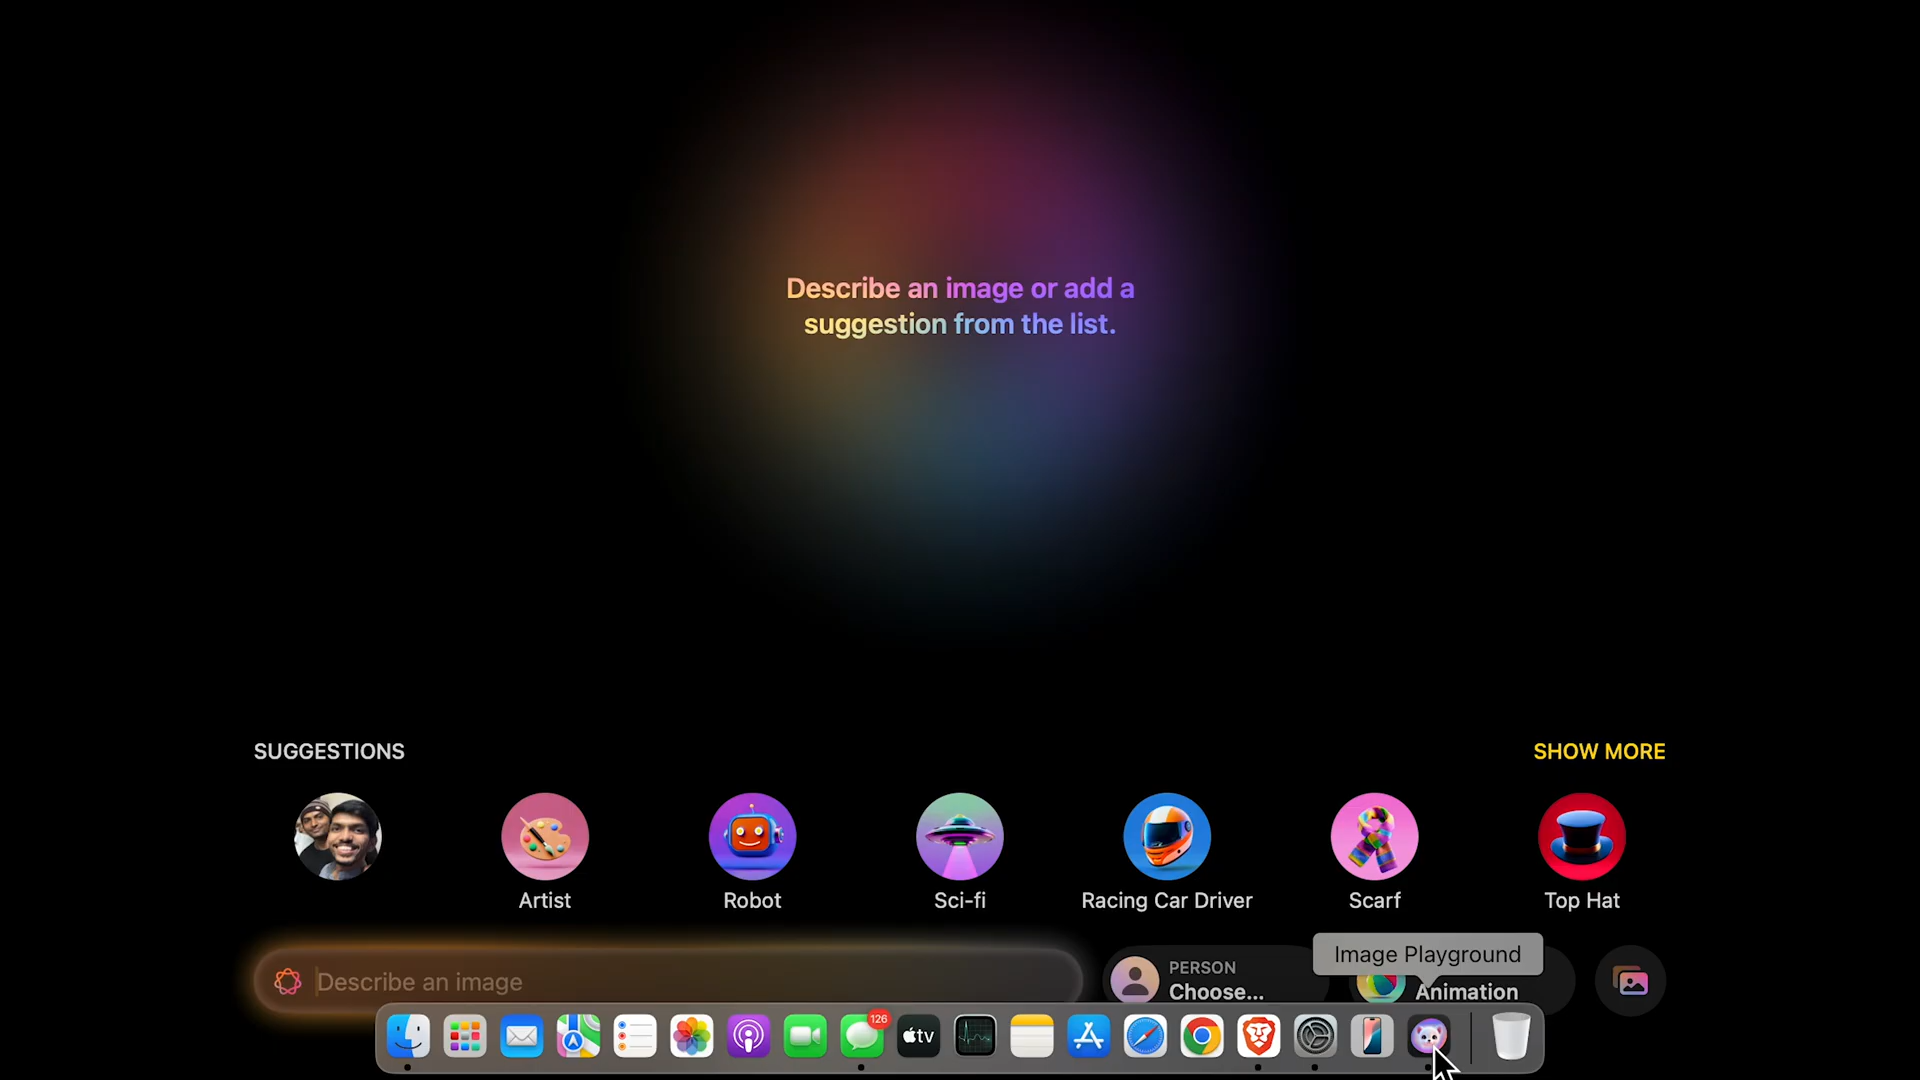 Describe an image or add a
suggestion from the list.
SUGGESTIONS
SHOW MORE
Artist
Robot
Sci-fi
Racing Car Driver
Scarf
Top Hat
Describe an image
PERSON
Choose...
Image Playground
Animation
126
tv